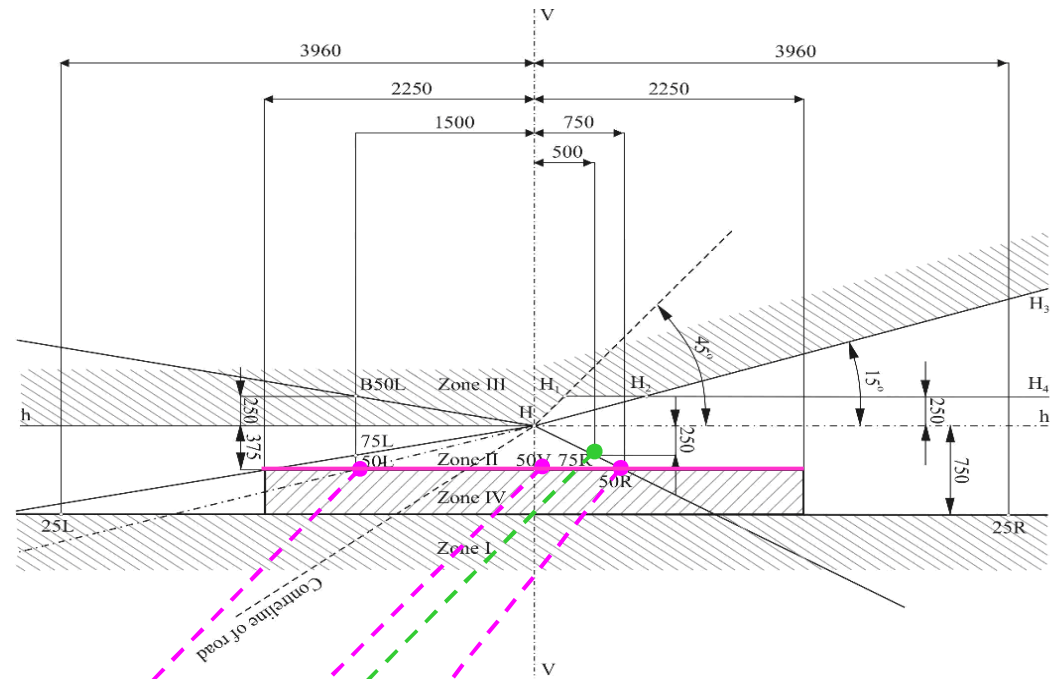 V
3960
3960
2250
2250
1500
750
500
H₃
45°
15°
B50L
Zone III
H₁
H₂
H₄
h
250
H
250
h
375
75L
250
50L
Zone II
50V
75R
50R
750
Zone IV
25L
25R
Zone I
Contreline of road
V